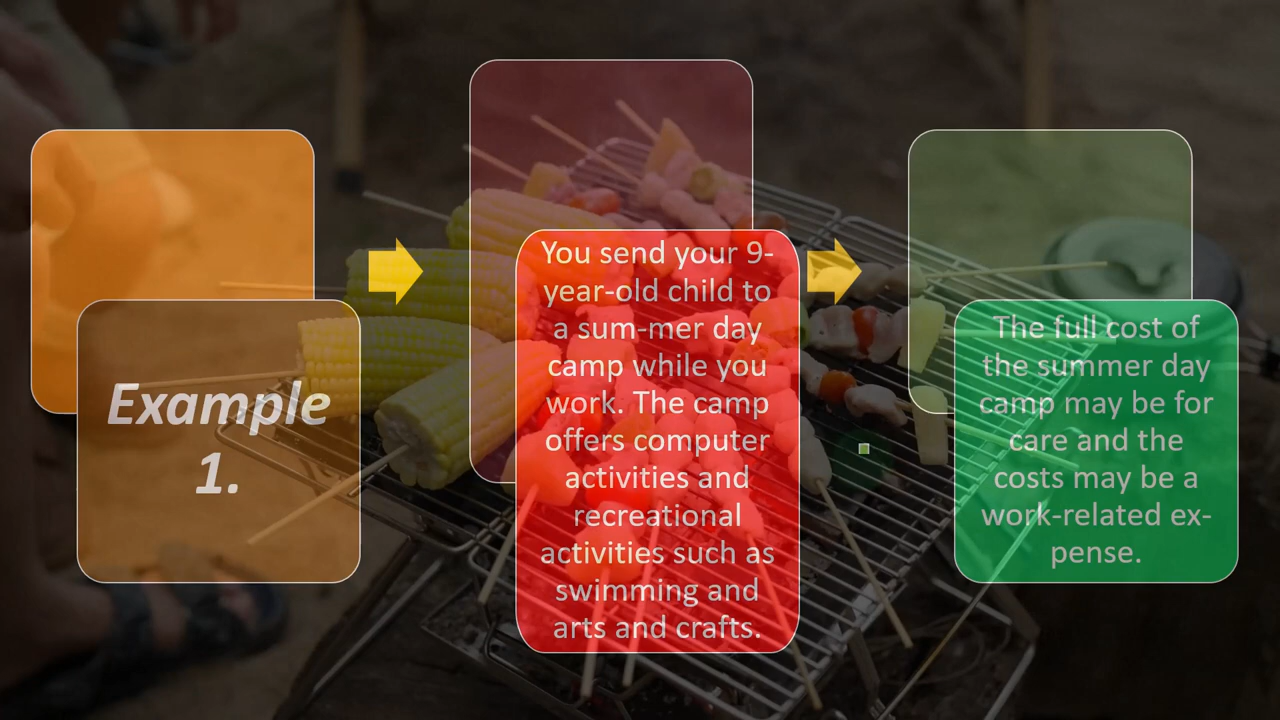 Example
1.
You send your 9-
year-old child to
a sum-mer day
camp while you
work. The camp
offers computer
activities and
recreational
activities such as
swimming and
arts and crafts.
The full cost of
the summer day
camp may be for
care and the
costs may be a
work-related ex-
pense.